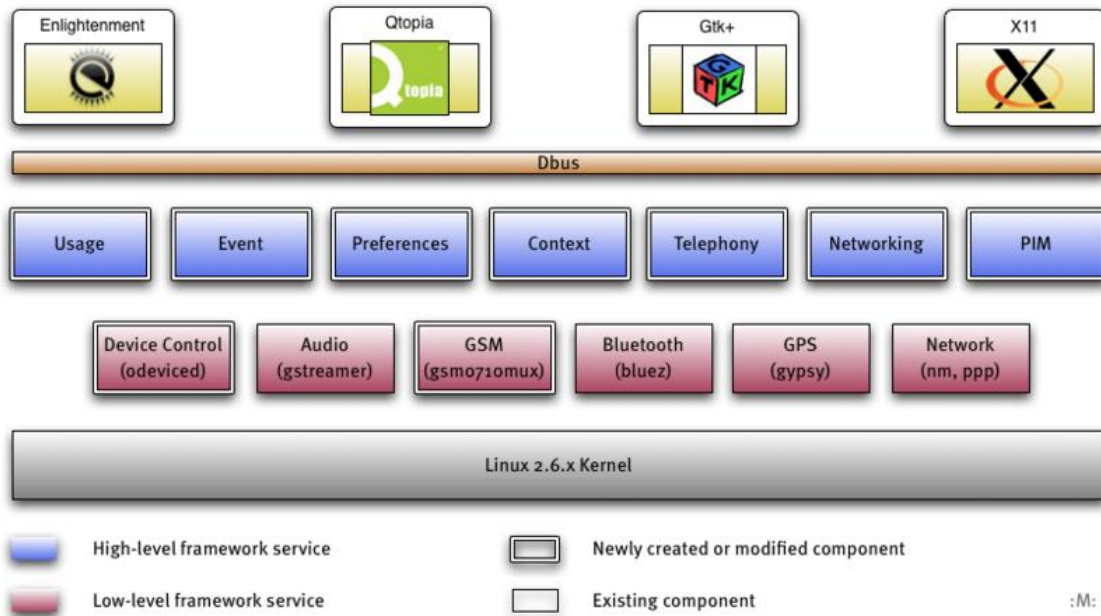 Enlightenment
Qtopia
Gtk+
X11
Qtopia
G
T K
X
Dbus
Usage
Event
Preferences
Context
Telephony
Networking
PIM
Device Control
(odeviced)
Audio
(gstreamer)
GSM
(gsm0710mux)
Bluetooth
(bluez)
GPS
(gypsy)
Network
(nm, ppp)
Linux 2.6.x Kernel
High-level framework service
Newly created or modified component
Low-level framework service
Existing component
:M: